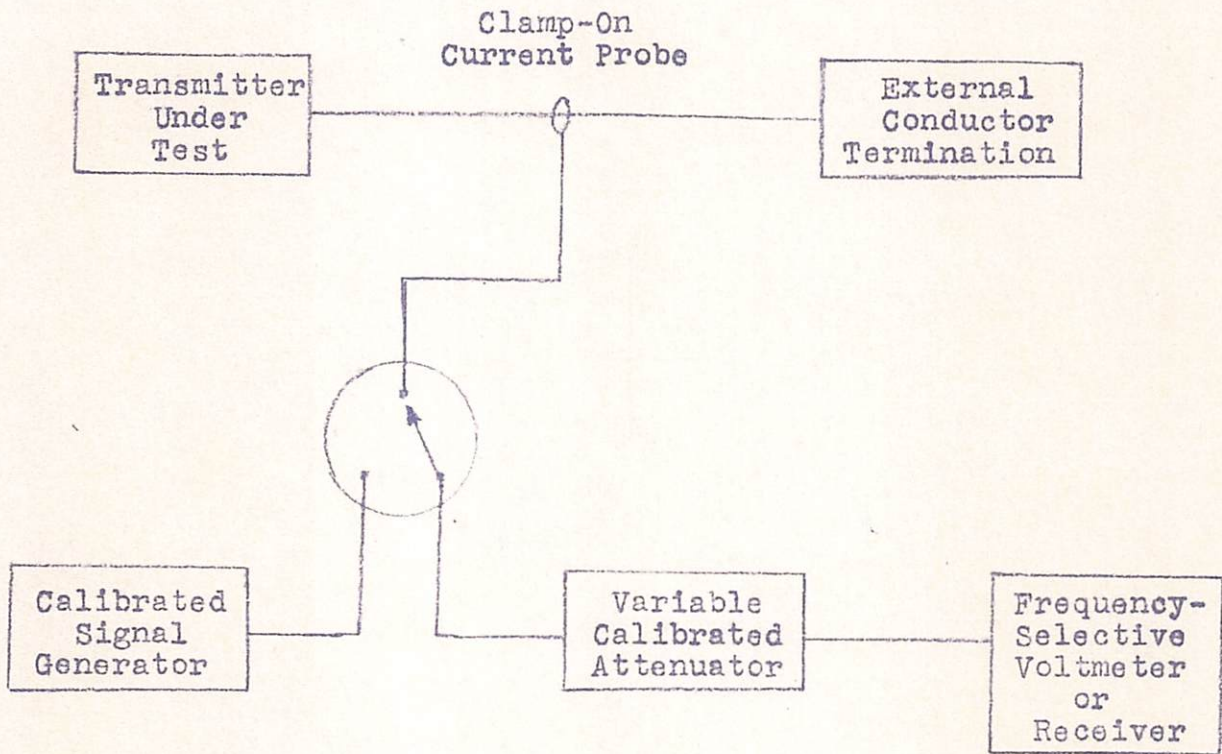 Clamp-On
Current Probe
Transmitter
Under
Test
External
Conductor
Termination
Calibrated
Signal
Generator
Variable
Calibrated
Attenuator
Frequency-
Selective
Voltmeter
or
Receiver